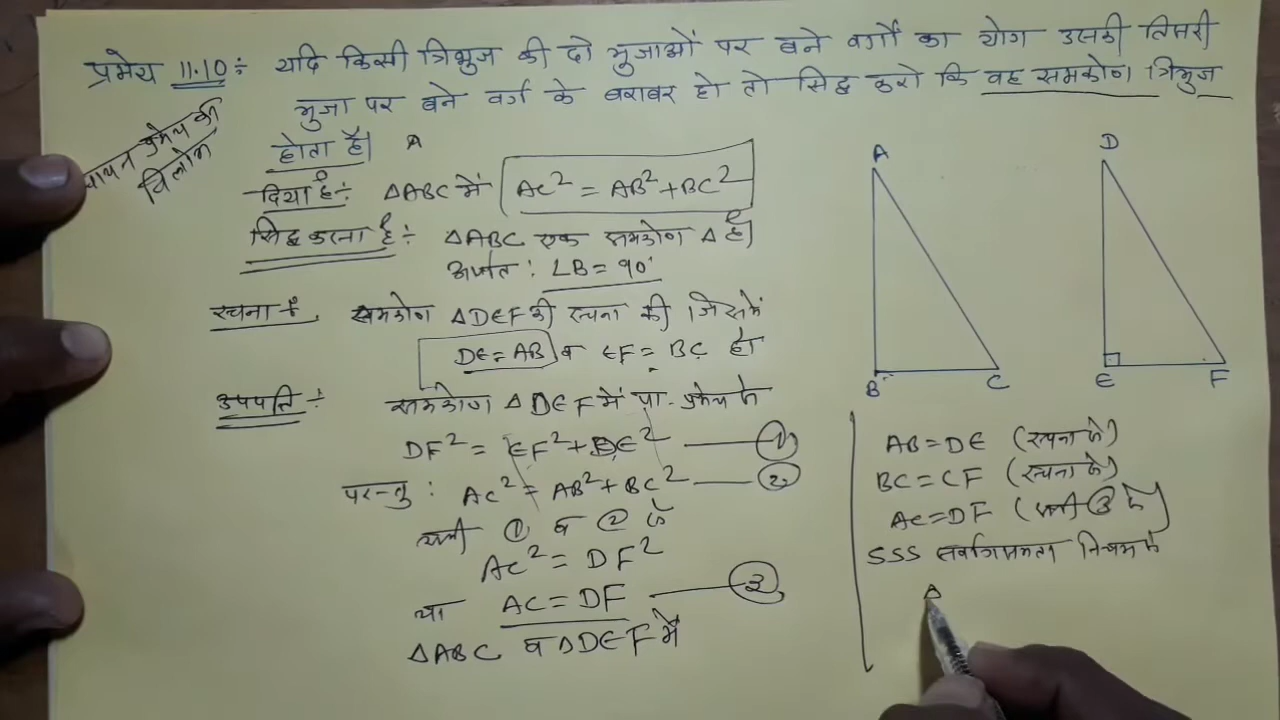 प्रमेय 11.10 ÷ यदि किसी त्रिभुज की दो भुजाओं पर बने वर्गों का योग उसकी तिसरी
भुजा पर बने वर्ग के बराबर हो तो सिद्ध करो कि वह समकोण त्रिभुज
होता है। A
प्रमेय की
विलोम
दिया है ÷ ΔABC में AC² = AB² + BC²
सिद्ध करना है ÷ ΔABC एक समकोण Δ है।
अर्थात : ∠B = 90°
रचना ÷ समकोण ΔDEF की रचना की जिसमें
DE = AB व EF = BC हो
उपपति ÷ समकोण ΔDEF में पा. प्रमेय से
DF² = EF² + DE² — ①
परन्तु : AC² = AB² + BC² — ②
समी ① व ② से
AC² = DF²
या AC = DF — ③
ΔABC व ΔDEF में
A
B
C
D
E
F
AB = DE (रचना से)
BC = CF (रचना से)
AC = DF (समी ③ से)
SSS सर्वांगसमता नियम से
Δ